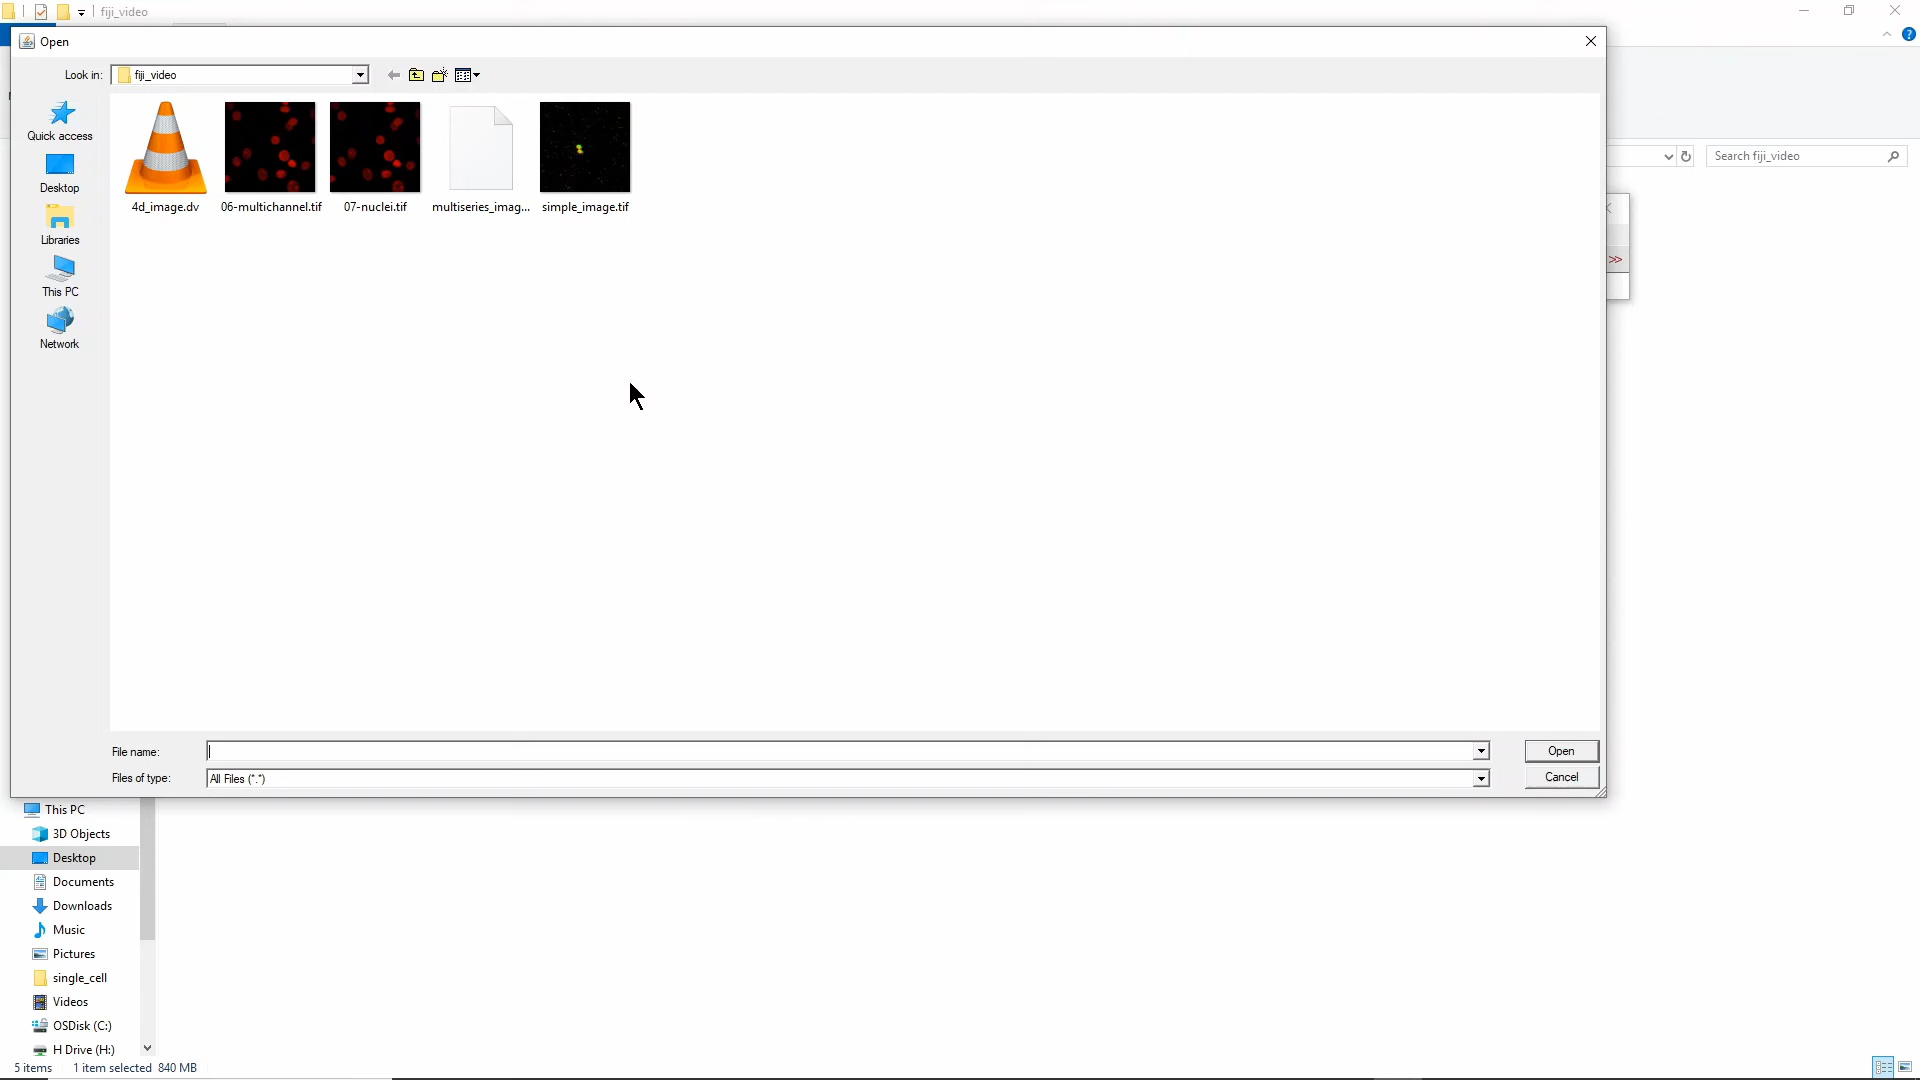 fiji_video
Open
Look in:
fiji_video
Quick access
Desktop
Libraries
This PC
Network
4d_image.dv
06-multichannel.tif
07-nuclei.tif
multiseries_imag...
simple_image.tif
Search fiji_video
>>
File name:
Open
Files of type:
All Files (*.*)
Cancel
This PC
3D Objects
Desktop
Documents
Downloads
Music
Pictures
single_cell
Videos
OSDisk (C:)
H Drive (H:)
5 items 1 item selected 840 MB